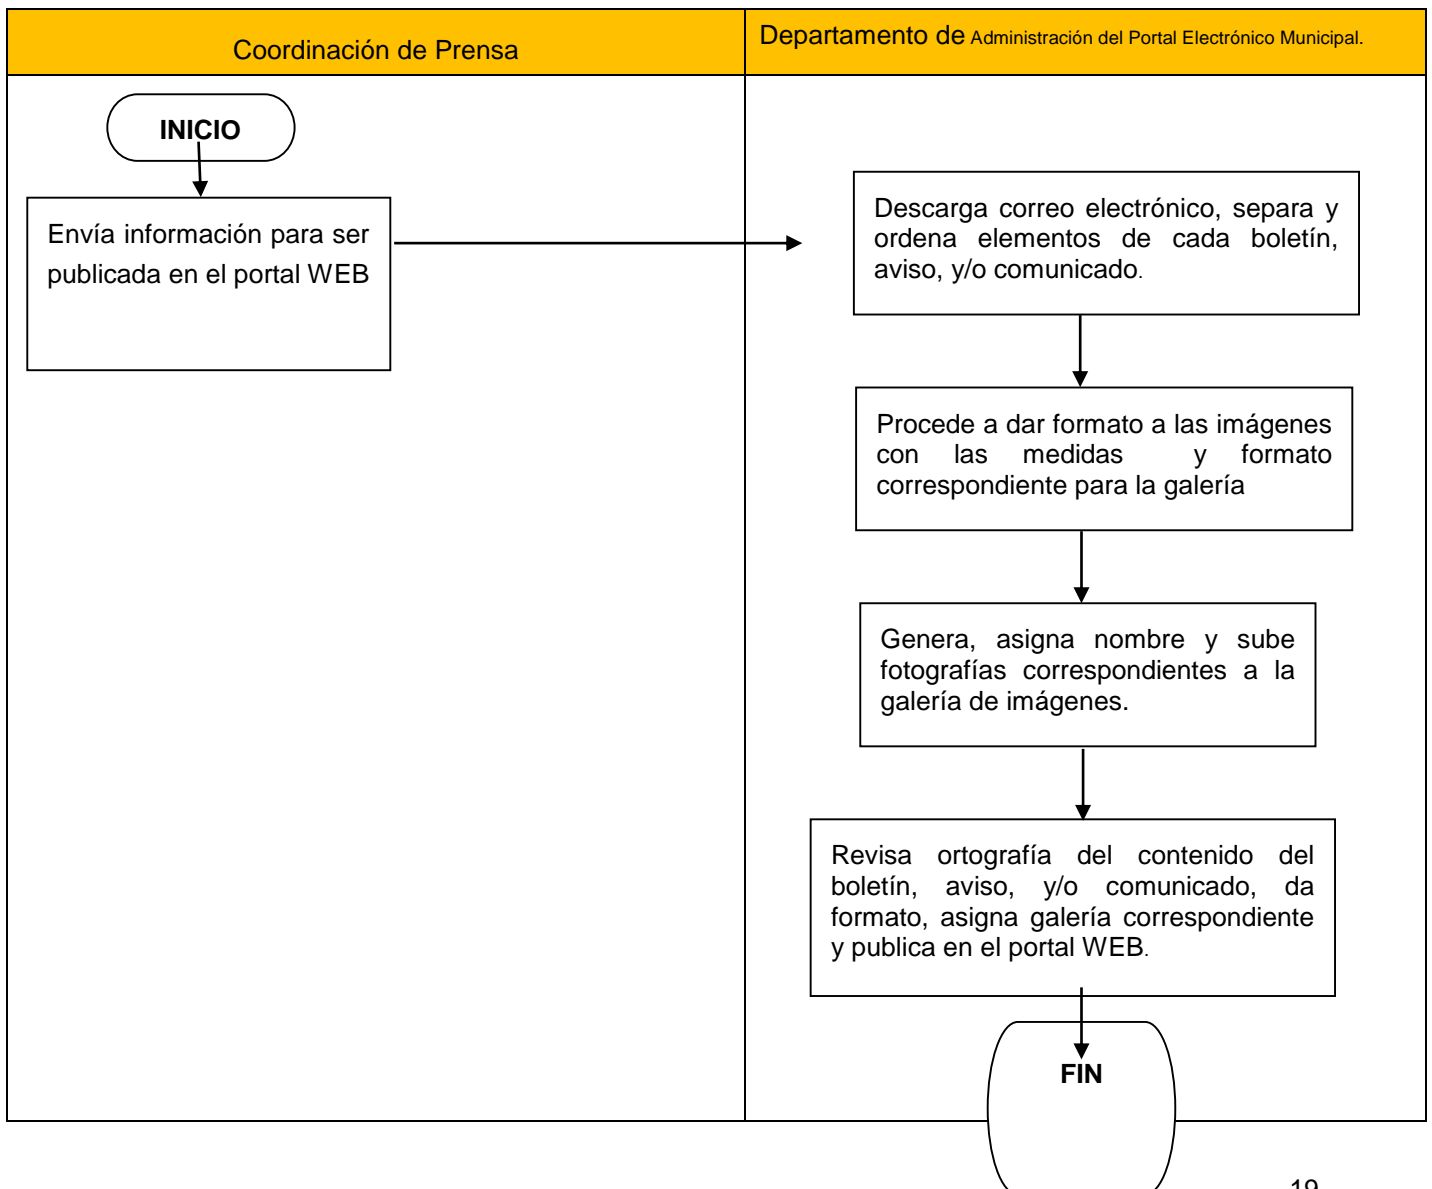 Coordinación de Prensa
Departamento de Administración del Portal Electrónico Municipal.
INICIO
Envía información para ser
publicada en el portal WEB
Descarga correo electrónico, separa y
ordena elementos de cada boletín,
aviso, y/o comunicado.
Procede a dar formato a las imágenes
con las medidas y formato
correspondiente para la galería
Genera, asigna nombre y sube
fotografías correspondientes a la
galería de imágenes.
Revisa ortografía del contenido del
boletín, aviso, y/o comunicado, da
formato, asigna galería correspondiente
y publica en el portal WEB.
FIN
19